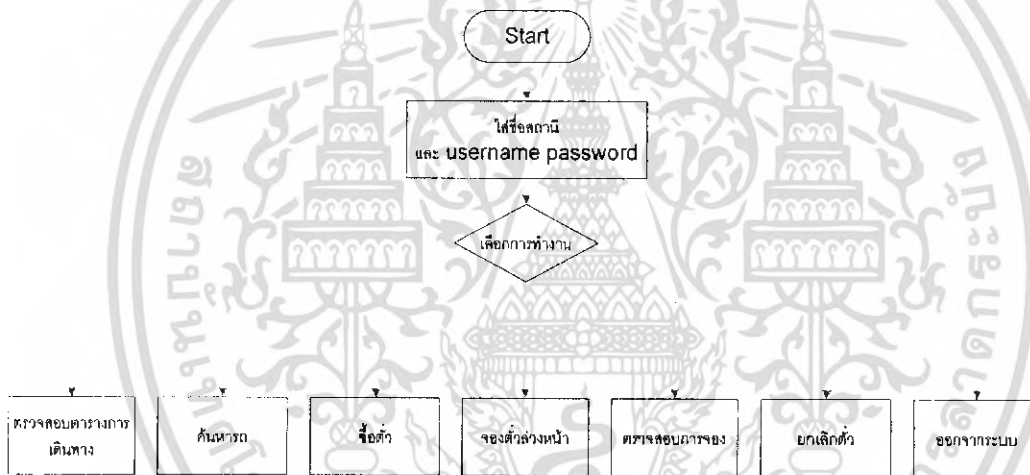 Start
ใส่ชื่อสถานี
และ username password
เลือกการทำงาน
ตรวจสอบตารางการ
เดินทาง
ค้นหารถ
ซื้อตั๋ว
จองตั๋วล่วงหน้า
ตรวจสอบการจอง
ยกเลิกตั๋ว
ออกจากระบบ